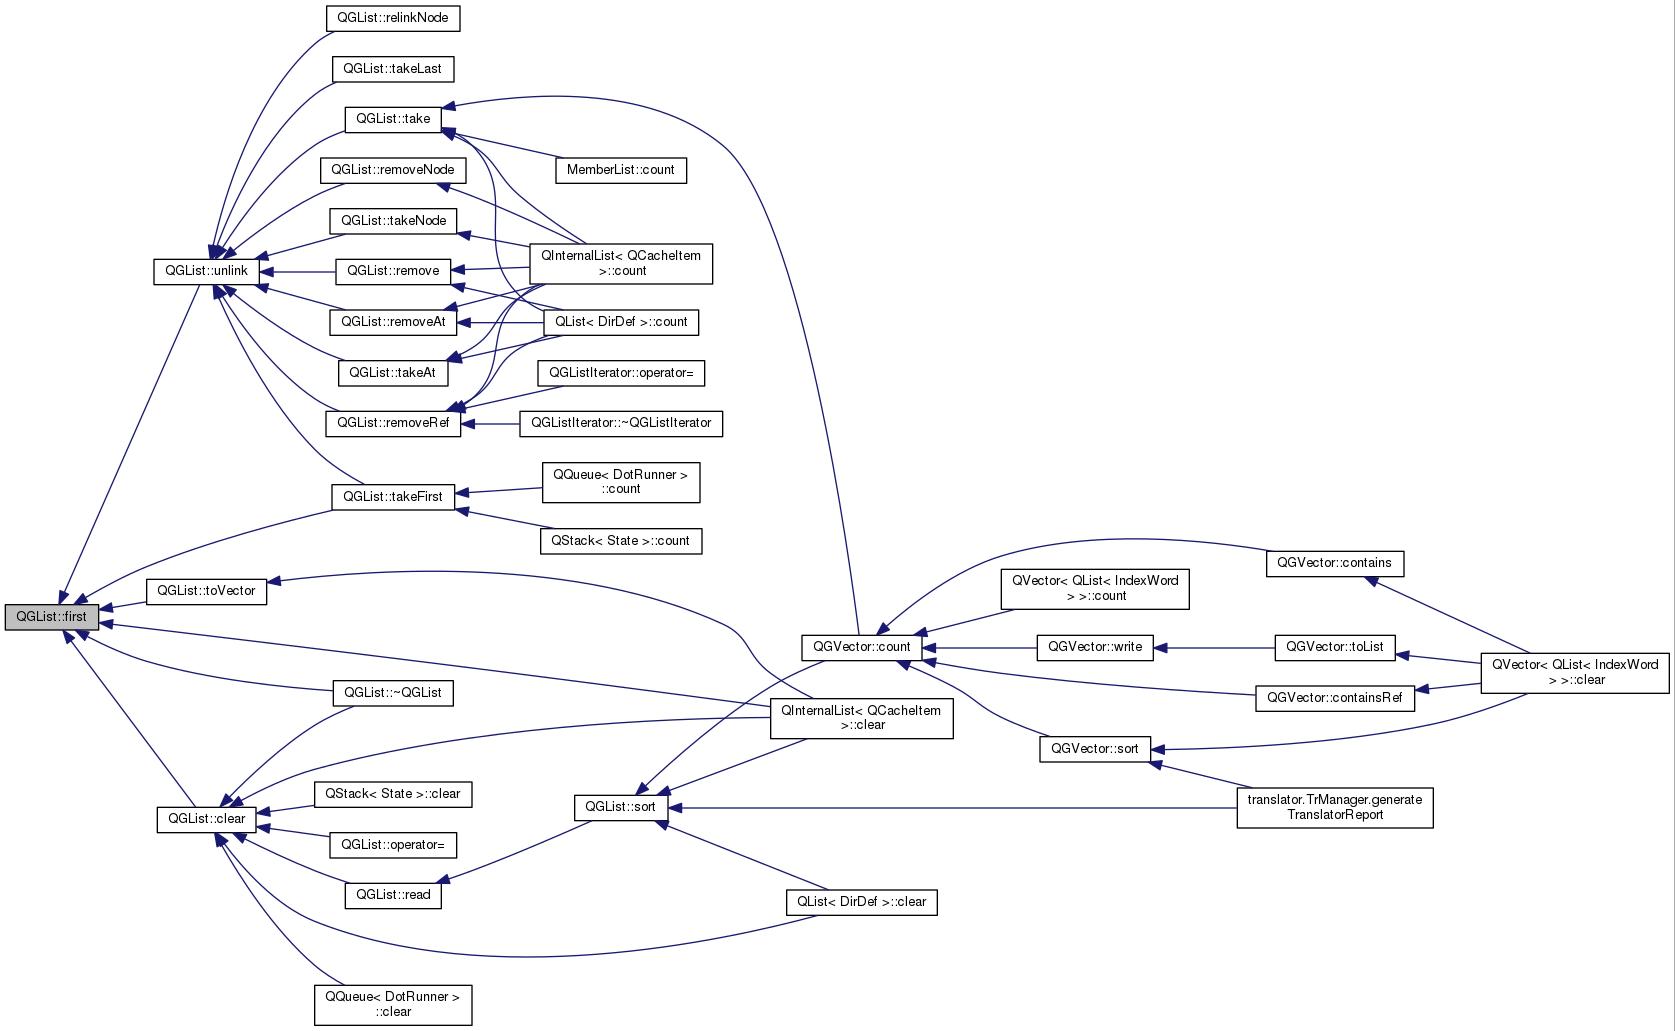 QGList::relinkNode
QGList::takeLast
QGList::take
QGList::removeNode
MemberList::count
QGList::takeNode
QGList::unlink
QGList::remove
QInternalList< QCacheItem
>::count
QGList::removeAt
QList< DirDef >::count
QGList::takeAt
QGListIterator::operator=
QGList::removeRef
QGListIterator::~QGListIterator
QGList::takeFirst
QQueue< DotRunner >
::count
QStack< State >::count
QGList::first
QGList::toVector
QGVector::contains
QVector< QList< IndexWord
> >::count
QGVector::count
QGVector::write
QGVector::toList
QVector< QList< IndexWord
> >::clear
QGVector::containsRef
QGList::~QGList
QInternalList< QCacheItem
>::clear
QGVector::sort
QStack< State >::clear
QGList::clear
QGList::sort
translator.TrManager.generate
TranslatorReport
QGList::operator=
QGList::read
QList< DirDef >::clear
QQueue< DotRunner >
::clear